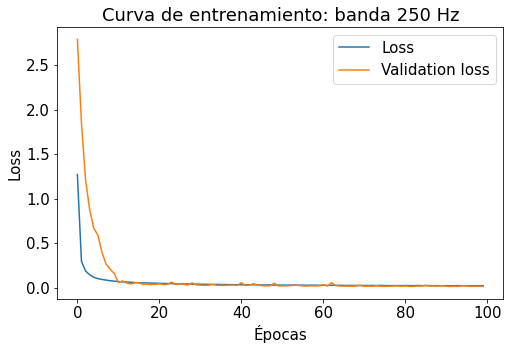 Curva de entrenamiento: banda 250 Hz
Loss
Validation loss
2.5
2.0
1.5
1.0
0.5
0.0
Loss
0 20 40 60 80 100
Épocas